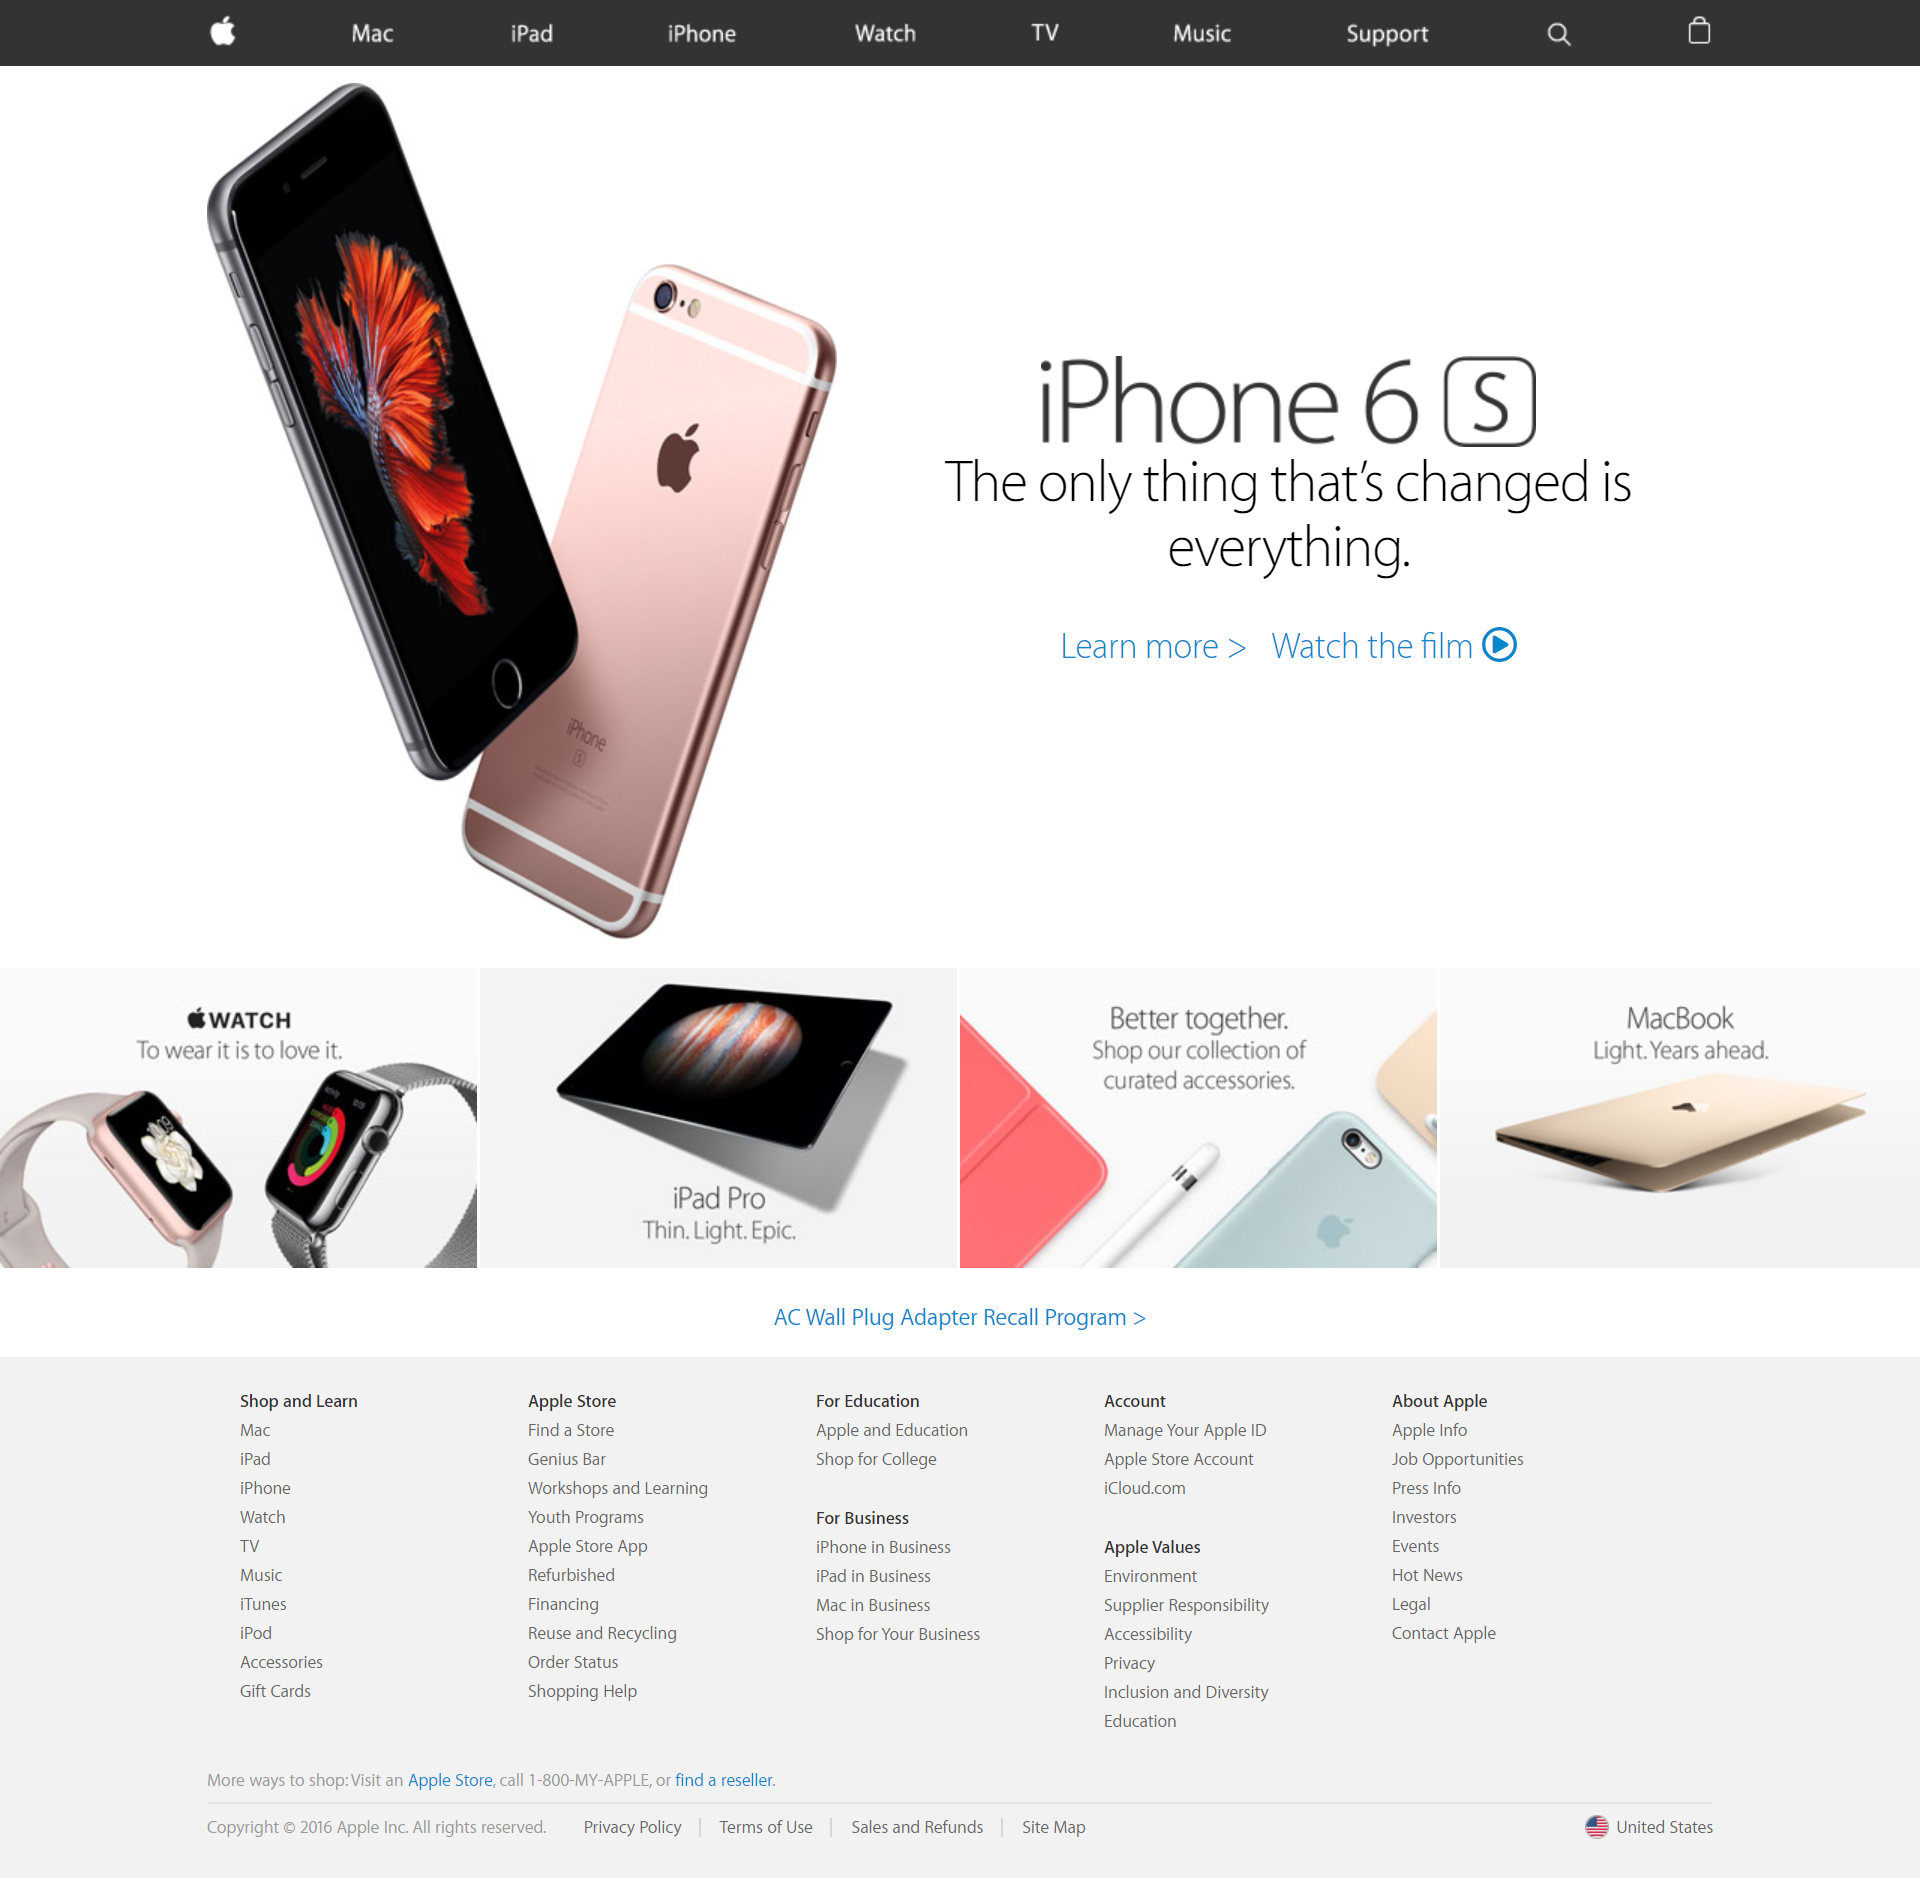 Mac iPad iPhone Watch TV Music Support
iPhone 6 S
The only thing that’s changed is
everything.
Learn more > Watch the film
iPhone
S
WATCH
To wear it is to love it.
iPad Pro
Thin. Light. Epic.
Better together.
Shop our collection of
curated accessories.
MacBook
Light. Years ahead.
AC Wall Plug Adapter Recall Program >
Shop and Learn
Mac
iPad
iPhone
Watch
TV
Music
iTunes
iPod
Accessories
Gift Cards
Apple Store
Find a Store
Genius Bar
Workshops and Learning
Youth Programs
Apple Store App
Refurbished
Financing
Reuse and Recycling
Order Status
Shopping Help
For Education
Apple and Education
Shop for College
For Business
iPhone in Business
iPad in Business
Mac in Business
Shop for Your Business
Account
Manage Your Apple ID
Apple Store Account
iCloud.com
Apple Values
Environment
Supplier Responsibility
Accessibility
Privacy
Inclusion and Diversity
Education
About Apple
Apple Info
Job Opportunities
Press Info
Investors
Events
Hot News
Legal
Contact Apple
More ways to shop: Visit an Apple Store, call 1-800-MY-APPLE, or find a reseller.
Copyright © 2016 Apple Inc. All rights reserved. Privacy Policy | Terms of Use | Sales and Refunds | Site Map United States